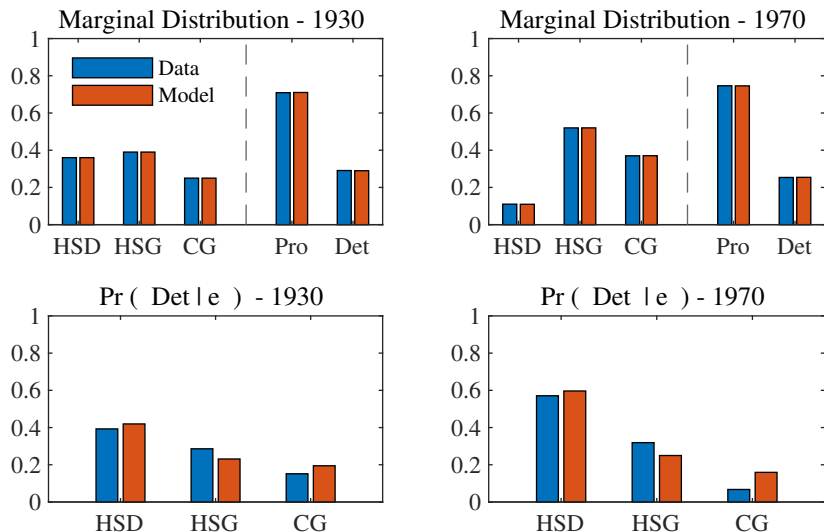 Marginal Distribution - 1930
1
0.8
0.6
0.4
0.2
0
Data
Model
HSD HSG CG Pro Det
Marginal Distribution - 1970
1
0.8
0.6
0.4
0.2
0
HSD HSG CG Pro Det
Pr ( Det | e ) - 1930
1
0.8
0.6
0.4
0.2
0
HSD HSG CG
Pr ( Det | e ) - 1970
1
0.8
0.6
0.4
0.2
0
HSD HSG CG